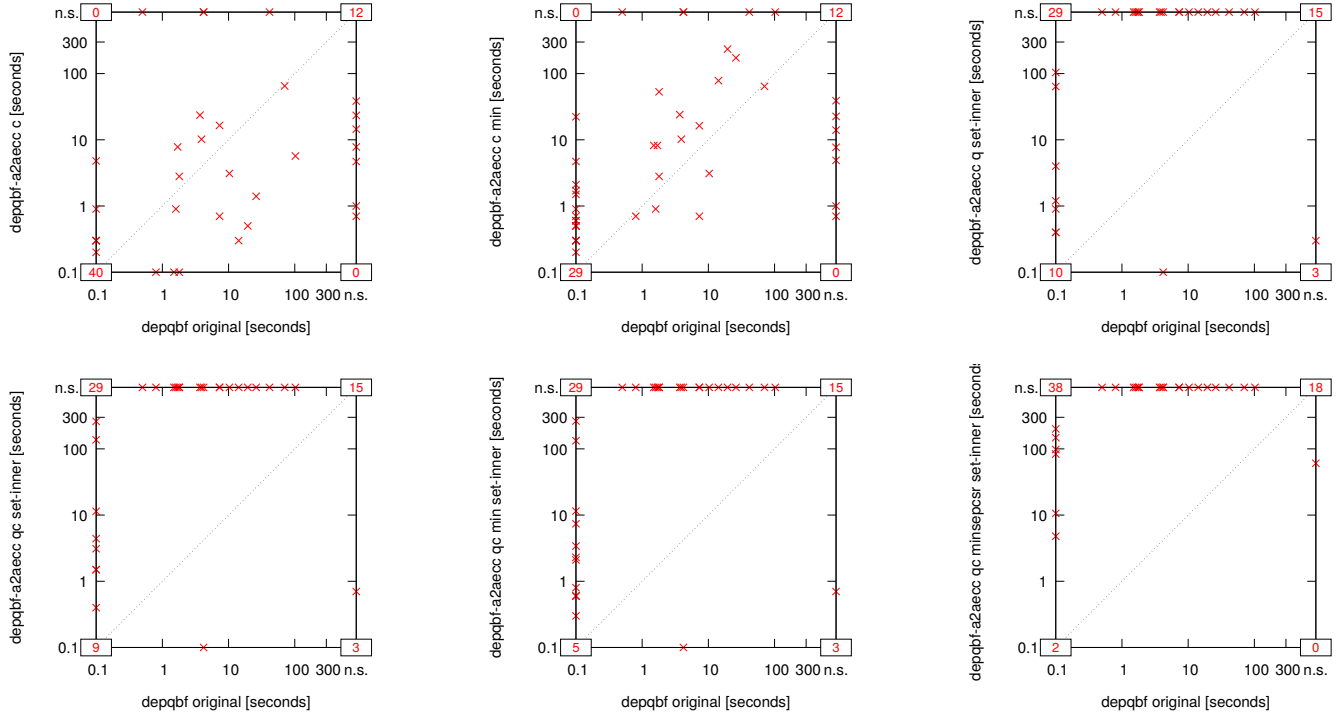 n.s. 0 12
300
100
10
1
0.1 40 0
0.1 1 10 100 300 n.s.
depqbf original [seconds]
depqbf-a2aecc c [seconds]
n.s. 0 12
300
100
10
1
0.1 29 0
0.1 1 10 100 300 n.s.
depqbf original [seconds]
depqbf-a2aecc c min [seconds]
n.s. 29 15
300
100
10
1
0.1 10 3
0.1 1 10 100 300 n.s.
depqbf original [seconds]
depqbf-a2aecc q set-inner [seconds]
n.s. 29 15
300
100
10
1
0.1 9 3
0.1 1 10 100 300 n.s.
depqbf original [seconds]
depqbf-a2aecc qc set-inner [seconds]
n.s. 29 15
300
100
10
1
0.1 5 3
0.1 1 10 100 300 n.s.
depqbf original [seconds]
depqbf-a2aecc qc min set-inner [seconds]
n.s. 38 18
300
100
10
1
0.1 2 0
0.1 1 10 100 300 n.s.
depqbf original [seconds]
depqbf-a2aecc qc minsepcsr set-inner [second